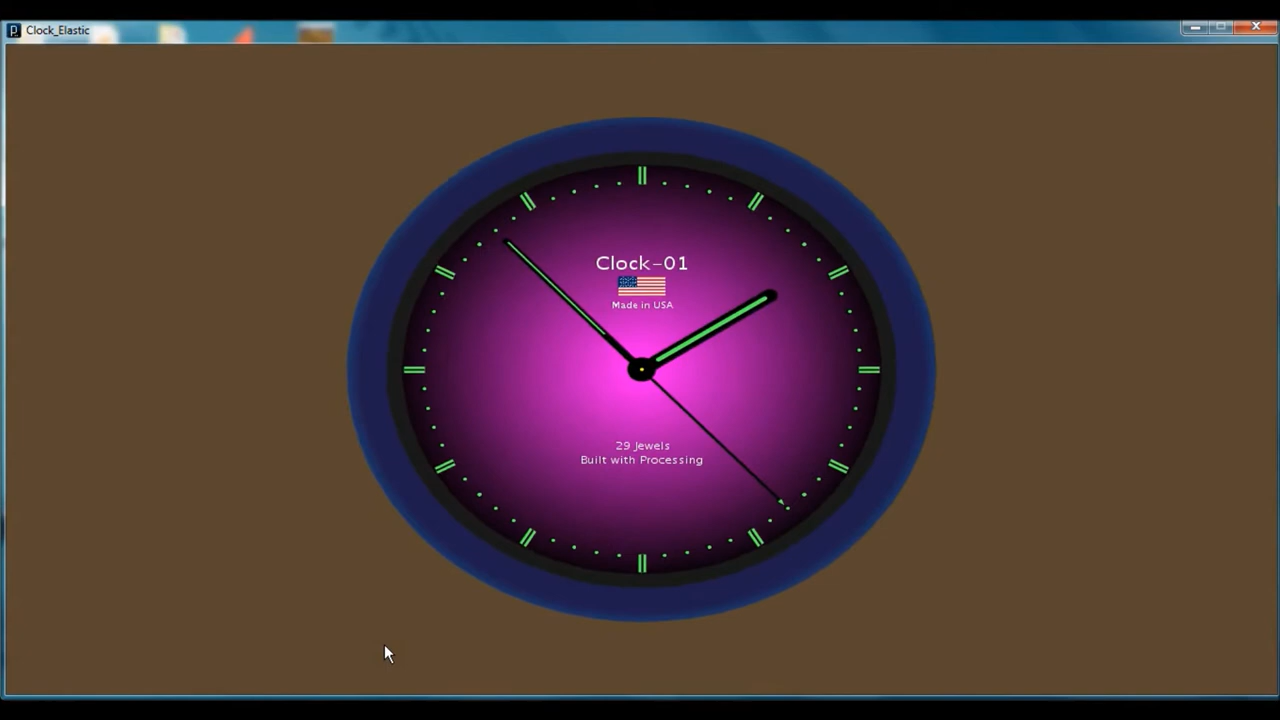 Clock_Elastic
Clock-01
Made in USA
29 Jewels
Built with Processing